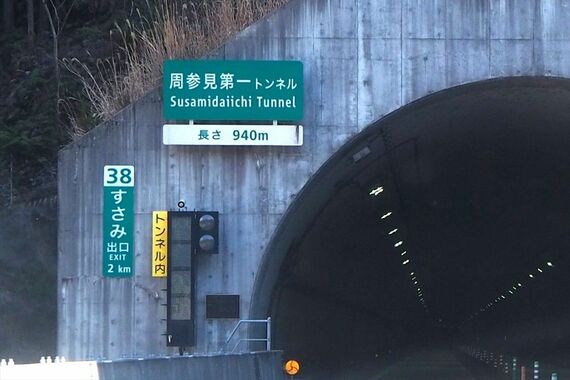 周参見第一トンネル
Susamidaiichi Tunnel
長さ 940m
38
すさみ
出口
EXIT
2 km
トンネル内